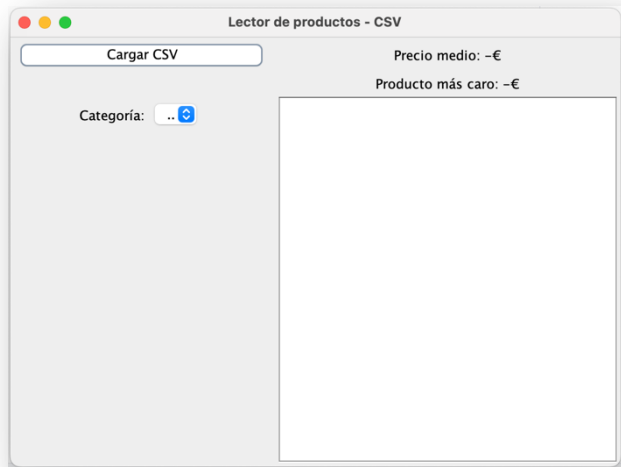 Lector de productos - CSV
Cargar CSV
Precio medio: -€
Producto más caro: -€
Categoría: ..